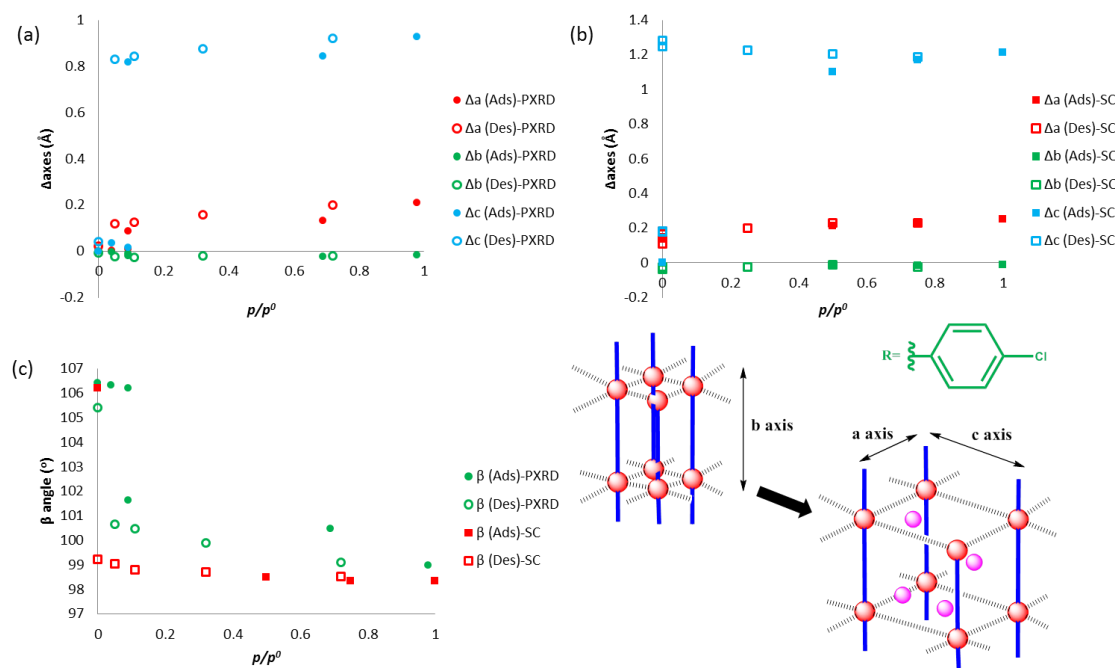 (a)
Δaxes (Å)
1
0.8
0.6
0.4
0.2
0
-0.2
0
0.2
0.4
0.6
0.8
1
p/p⁰
Δa (Ads)-PXRD
Δa (Des)-PXRD
Δb (Ads)-PXRD
Δb (Des)-PXRD
Δc (Ads)-PXRD
Δc (Des)-PXRD
(b)
Δaxes (Å)
1.4
1.2
1
0.8
0.6
0.4
0.2
0
-0.2
0
0.2
0.4
0.6
0.8
1
p/p⁰
Δa (Ads)-SC
Δa (Des)-SC
Δb (Ads)-SC
Δb (Des)-SC
Δc (Ads)-SC
Δc (Des)-SC
(c)
β angle (°)
107
106
105
104
103
102
101
100
99
98
97
0
0.2
0.4
0.6
0.8
1
p/p⁰
β (Ads)-PXRD
β (Des)-PXRD
β (Ads)-SC
β (Des)-SC
R=
Cl
b axis
a axis
c axis